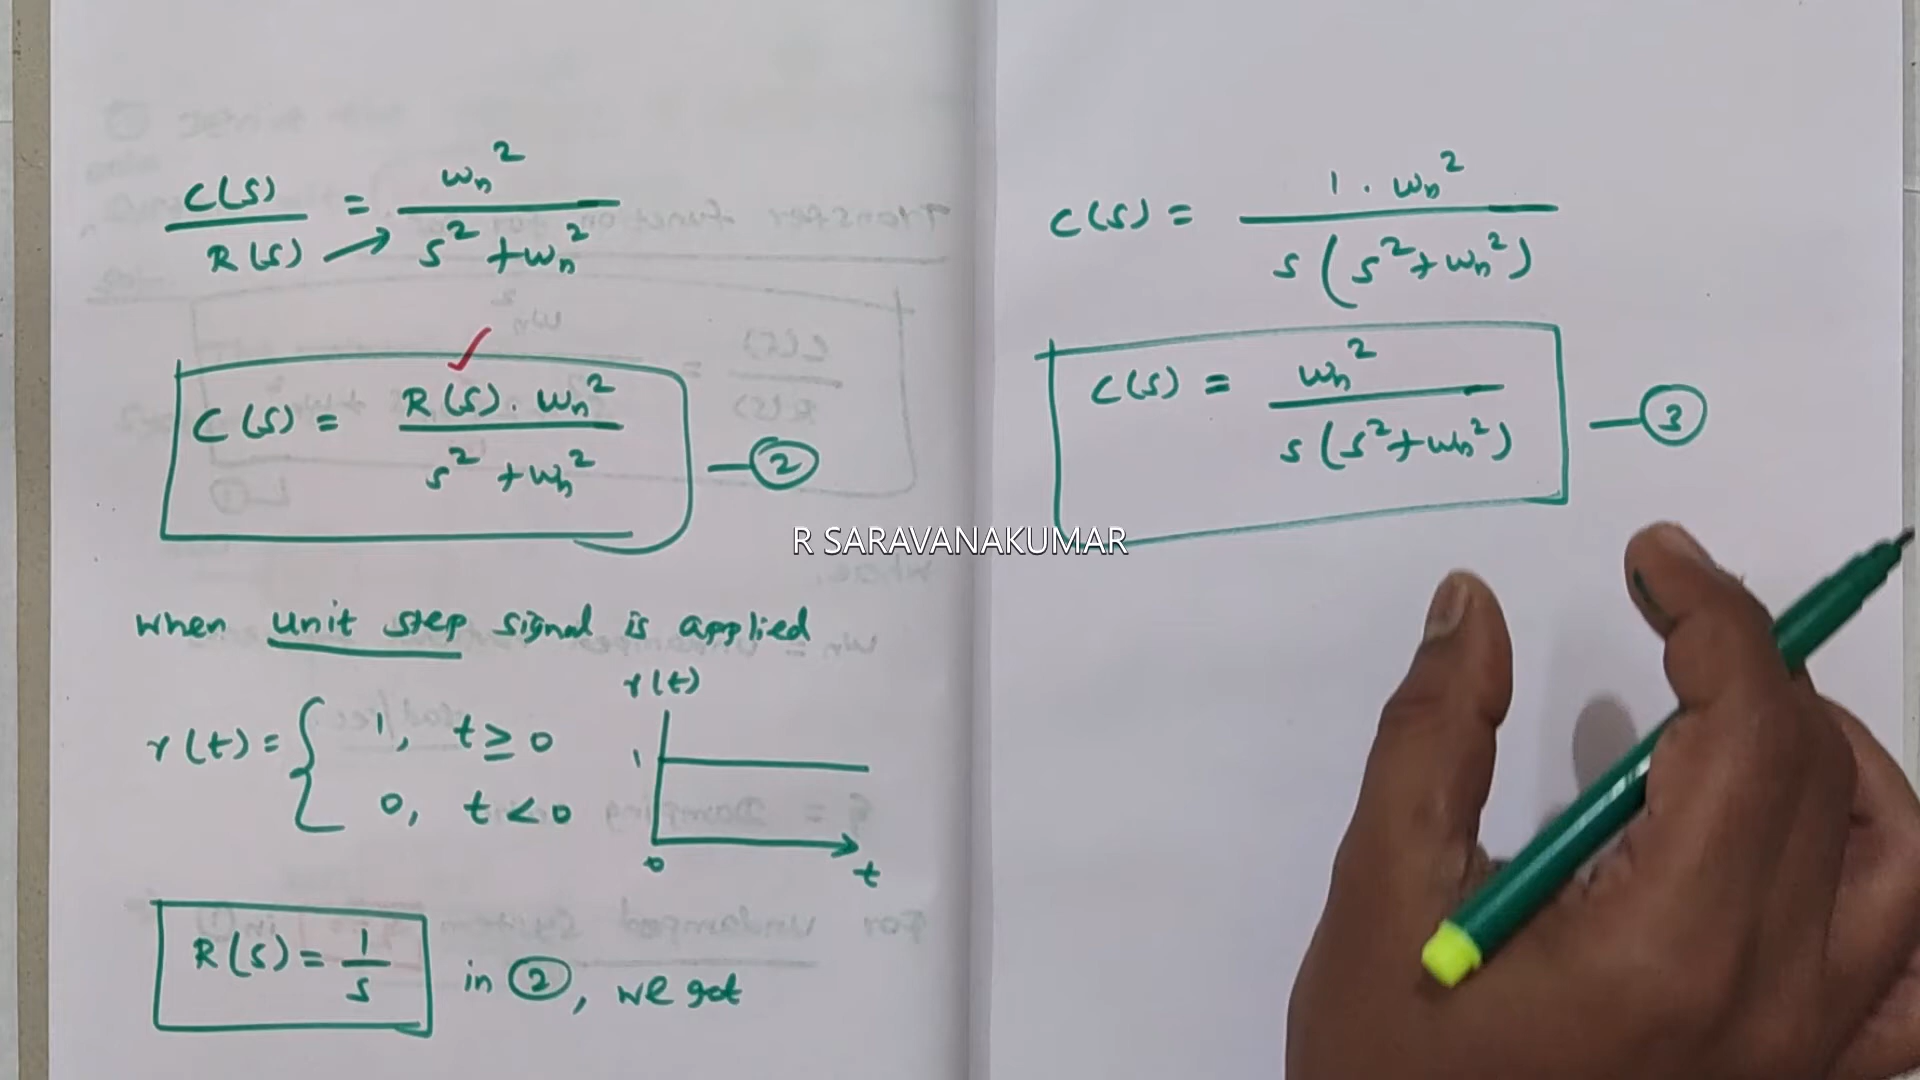 C(S) / R(S) = ωn² / s² + ωn²
C(S) = R(S) . ωn² / s² + ωn² — ②
when unit step signal is applied
r(t) = { 1, t ≥ 0
0, t < 0
r(t)
1
0
t
R(S) = 1 / s in ②, we get
C(S) = 1 . ωn² / s (s² + ωn²)
C(S) = ωn² / s (s² + ωn²) — ③
R SARAVANAKUMAR